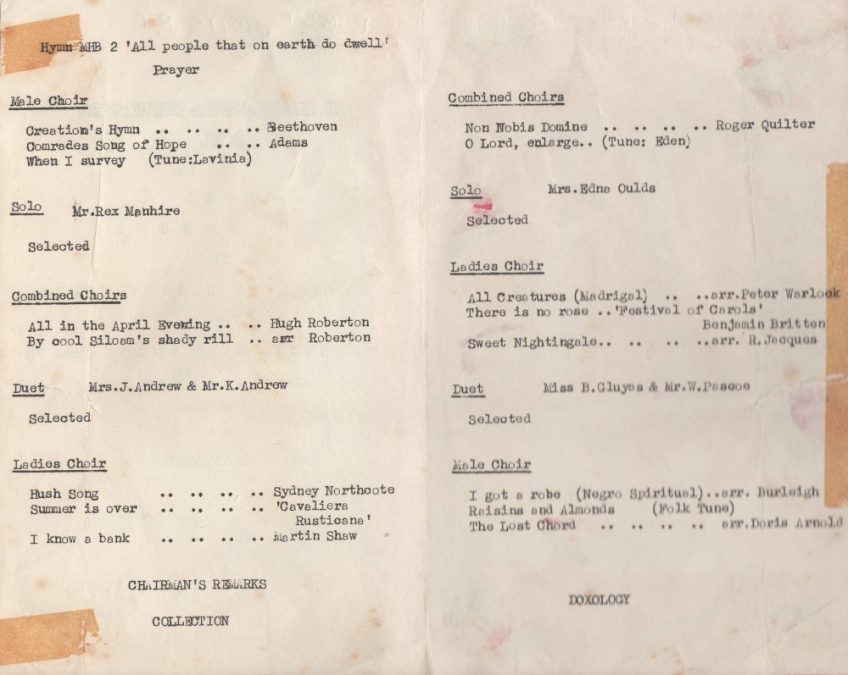 Hymn MHB 2 'All people that on earth do dwell'
Prayer
Male Choir
Creation's Hymn .. .. .. .. Beethoven
Comrades Song of Hope .. .. Adams
When I survey (Tune:Lavinia)
Solo Mr.Rex Manhire
Selected
Combined Choirs
All in the April Evening .. .. Hugh Roberton
By cool Siloam's shady rill .. arr Roberton
Duet Mrs.J.Andrew & Mr.K.Andrew
Selected
Ladies Choir
Hush Song .. .. .. .. Sydney Northcote
Summer is over .. .. .. .. 'Cavaliera
Rusticana'
I know a bank .. .. .. .. Martin Shaw
CHAIRMAN'S REMARKS
COLLECTION
Combined Choirs
Non Nobis Domine .. .. .. .. Roger Quilter
O Lord, enlarge.. (Tune: Eden)
Solo Mrs.Edna Oulds
Selected
Ladies Choir
All Creatures (Madrigal) .. ..arr.Peter Warlock
There is no rose ..'Festival of Carols'
Benjamin Britten
Sweet Nightingale.. .. .. ..arr. R.Jacques
Duet Miss B.Gluyas & Mr.W.Pascoe
Selected
Male Choir
I got a robe (Negro Spiritual)..arr. Burleigh
Raisins and Almonds (Folk Tune)
The Lost Chord .. .. .. .. arr.Doris Arnold
DOXOLOGY